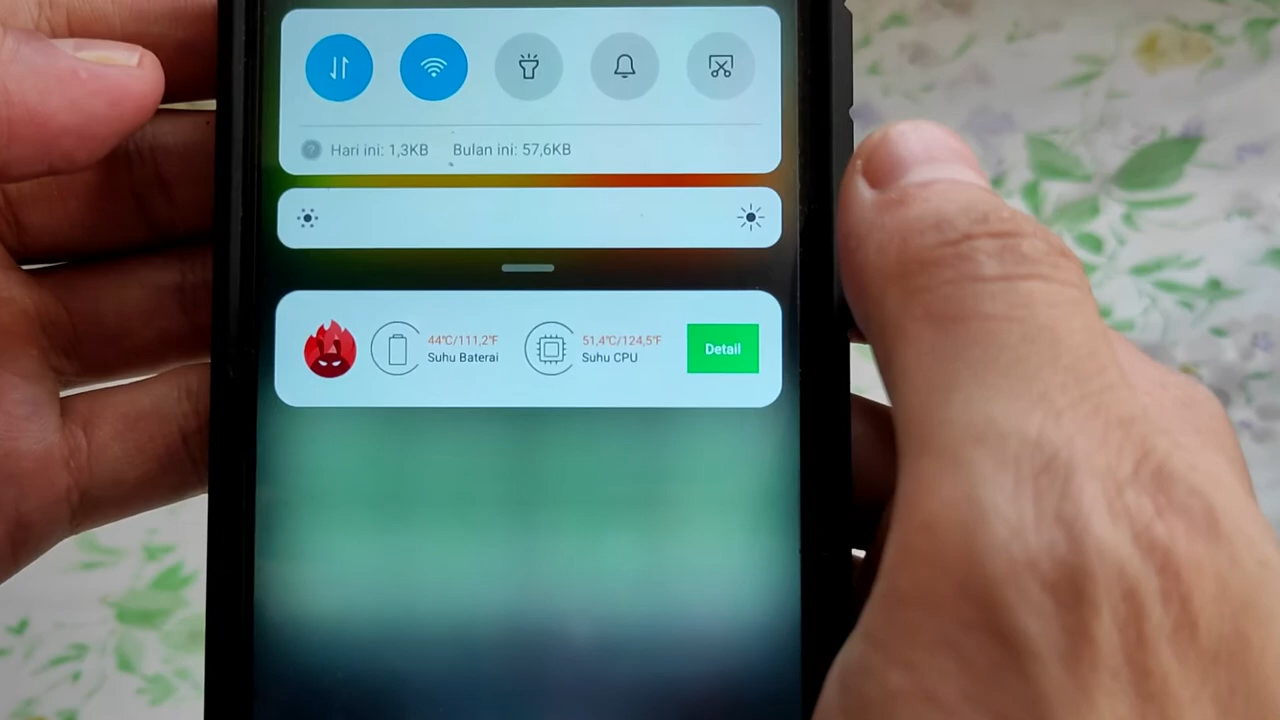 Hari ini: 1,3KB Bulan ini: 57,6KB
44℃/111,2℉ 51,4℃/124,5℉
Suhu Baterai Suhu CPU
Detail